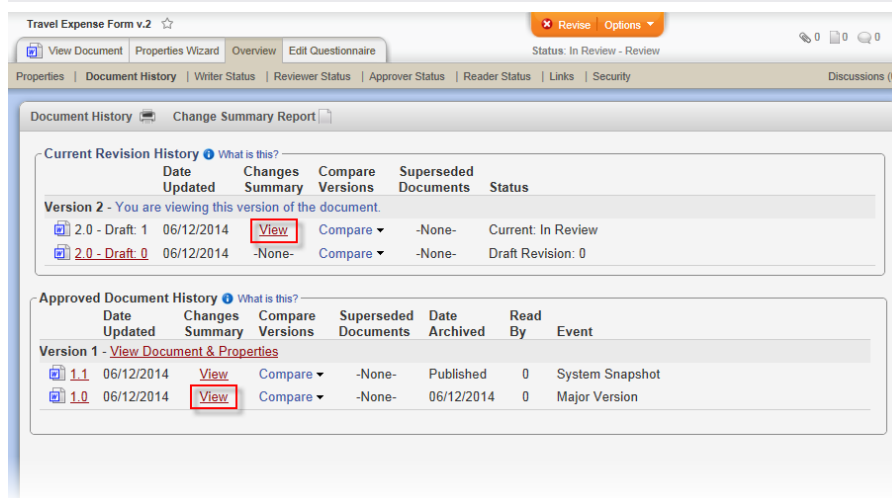 Travel Expense Form v.2
Revise Options
0 0 0
View Document Properties Wizard Overview Edit Questionnaire
Status: In Review - Review
Properties | Document History | Writer Status | Reviewer Status | Approver Status | Reader Status | Links | Security Discussions (
Document History Change Summary Report
Current Revision History What is this?
Date Changes Compare Superseded
Updated Summary Versions Documents Status
Version 2 - You are viewing this version of the document.
2.0 - Draft: 1 06/12/2014 View Compare -None- Current: In Review
2.0 - Draft: 0 06/12/2014 -None- Compare -None- Draft Revision: 0
Approved Document History What is this?
Date Changes Compare Superseded Date Read
Updated Summary Versions Documents Archived By Event
Version 1 - View Document & Properties
1.1 06/12/2014 View Compare -None- Published 0 System Snapshot
1.0 06/12/2014 View Compare -None- 06/12/2014 0 Major Version